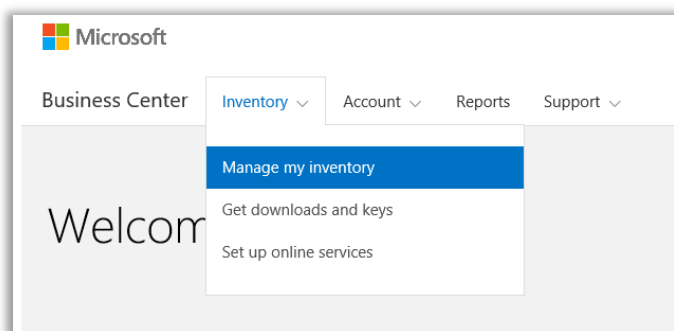 Microsoft
Business Center Inventory Account Reports Support
Manage my inventory
Get downloads and keys
Welcom
Set up online services